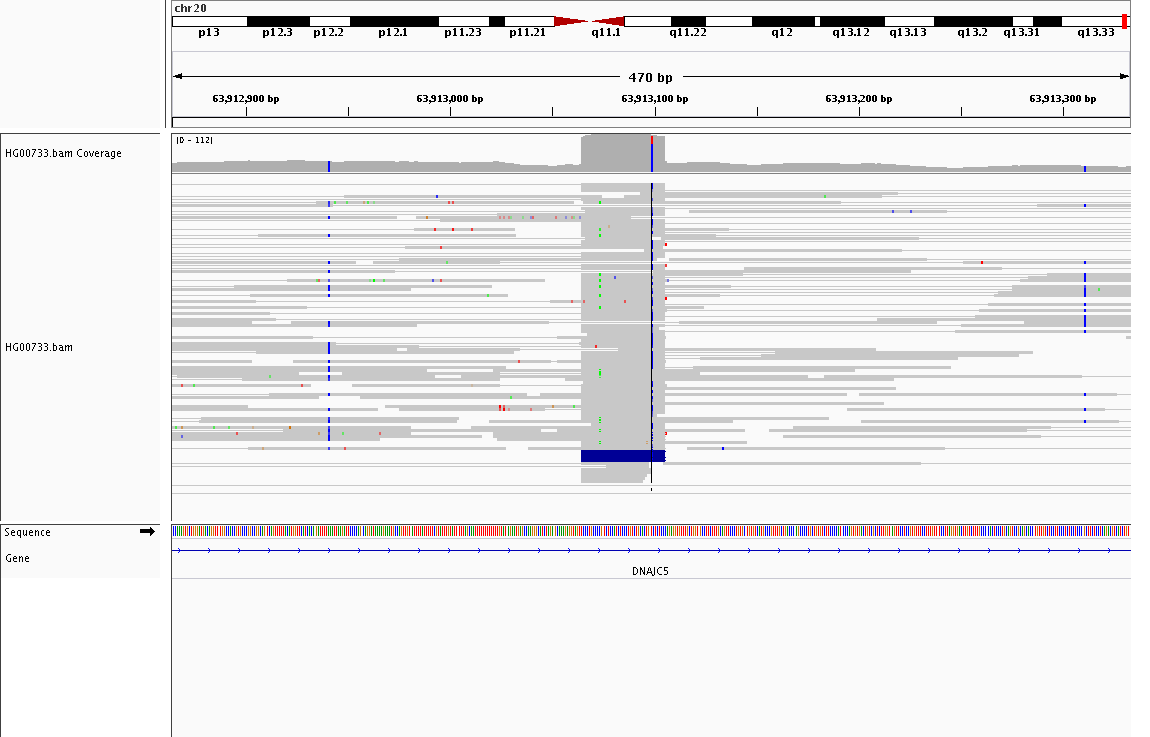 chr20
p13 p12.3 p12.2 p12.1 p11.23 p11.21 q11.1 q11.22 q12 q13.12 q13.13 q13.2 q13.31 q13.33
470 bp
63,912,900 bp 63,913,000 bp 63,913,100 bp 63,913,200 bp 63,913,300 bp
[0 - 112]
HG00733.bam Coverage
HG00733.bam
Sequence
Gene
DNAJC5